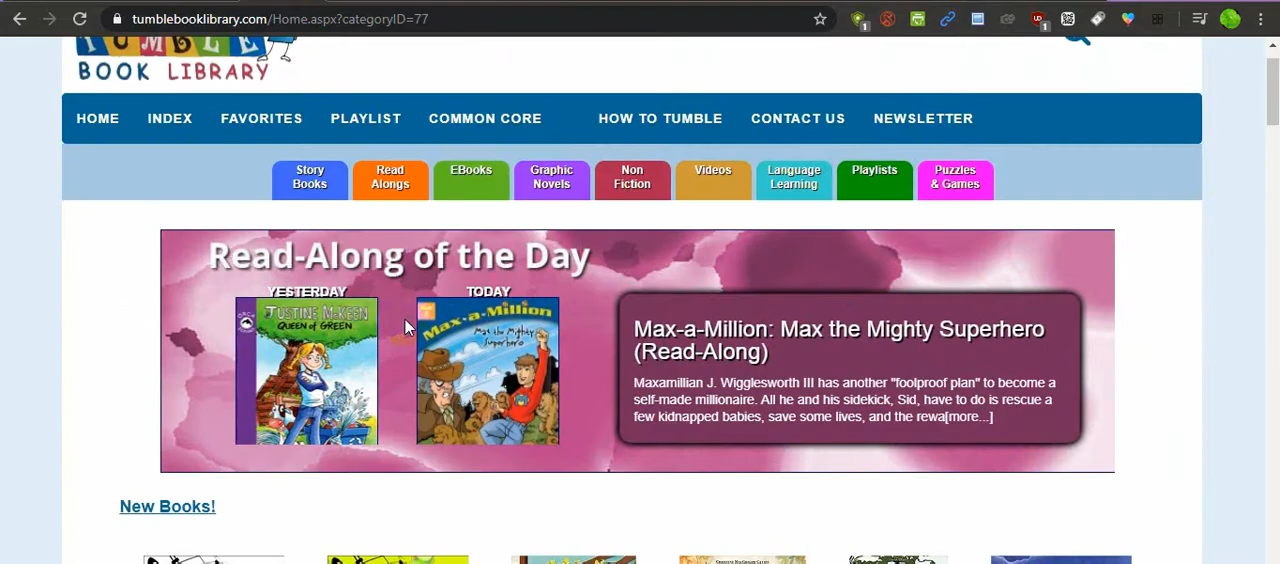 tumblebooklibrary.com/Home.aspx?categoryID=77
1
UD
1
TUMBLE
BOOK LIBRARY
HOME INDEX FAVORITES PLAYLIST COMMON CORE HOW TO TUMBLE CONTACT US NEWSLETTER
Story Books
Read Alongs
EBooks
Graphic Novels
Non Fiction
Videos
Language Learning
Playlists
Puzzles & Games
Read-Along of the Day
YESTERDAY
TODAY
ORCA
JUSTINE MCKEEN
QUEEN OF GREEN
Max-a-Million
Max the Mighty
Superhero
Max-a-Million: Max the Mighty Superhero
(Read-Along)
Maxamillian J. Wigglesworth III has another "foolproof plan" to become a
self-made millionaire. All he and his sidekick, Sid, have to do is rescue a
few kidnapped babies, save some lives, and the rewa[more...]
New Books!